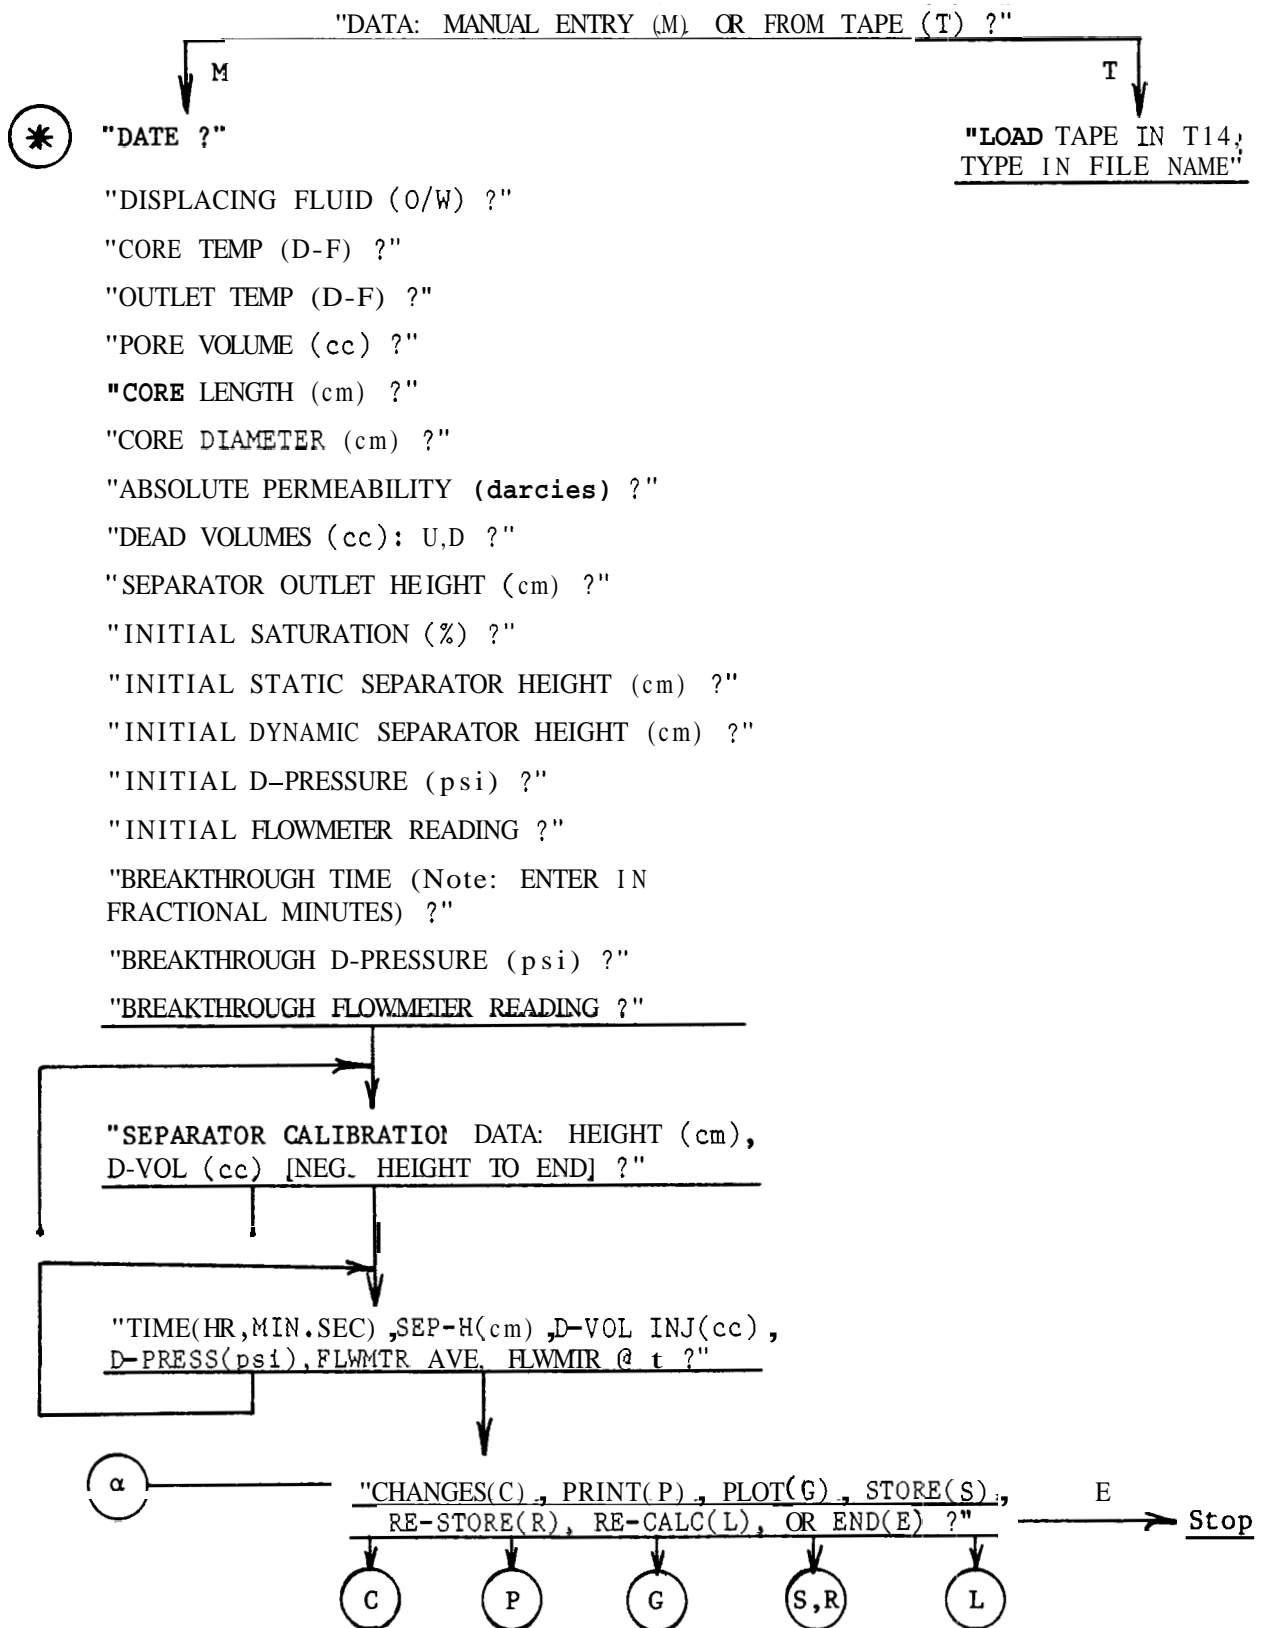 "DATA: MANUAL ENTRY (M) OR FROM TAPE (T) ?"
M
T
* "DATE ?"
"LOAD TAPE IN T14,
TYPE IN FILE NAME"
"DISPLACING FLUID (O/W) ?"
"CORE TEMP (D-F) ?"
"OUTLET TEMP (D-F) ?"
"PORE VOLUME (cc) ?"
"CORE LENGTH (cm) ?"
"CORE DIAMETER (cm) ?"
"ABSOLUTE PERMEABILITY (darcies) ?"
"DEAD VOLUMES (cc): U,D ?"
"SEPARATOR OUTLET HEIGHT (cm) ?"
"INITIAL SATURATION (%) ?"
"INITIAL STATIC SEPARATOR HEIGHT (cm) ?"
"INITIAL DYNAMIC SEPARATOR HEIGHT (cm) ?"
"INITIAL D-PRESSURE (psi) ?"
"INITIAL FLOWMETER READING ?"
"BREAKTHROUGH TIME (Note: ENTER IN
FRACTIONAL MINUTES) ?"
"BREAKTHROUGH D-PRESSURE (psi) ?"
"BREAKTHROUGH FLOWMETER READING ?"
"SEPARATOR CALIBRATION DATA: HEIGHT (cm),
D-VOL (cc) [NEG. HEIGHT TO END] ?"
"TIME(HR,MIN.SEC),SEP-H(cm),D-VOL INJ(cc),
D-PRESS(psi),FLWMTR AVE, FLWMTR @ t ?"
α
"CHANGES(C), PRINT(P), PLOT(G), STORE(S),
RE-STORE(R), RE-CALC(L), OR END(E) ?"
E
Stop
C
P
G
S,R
L